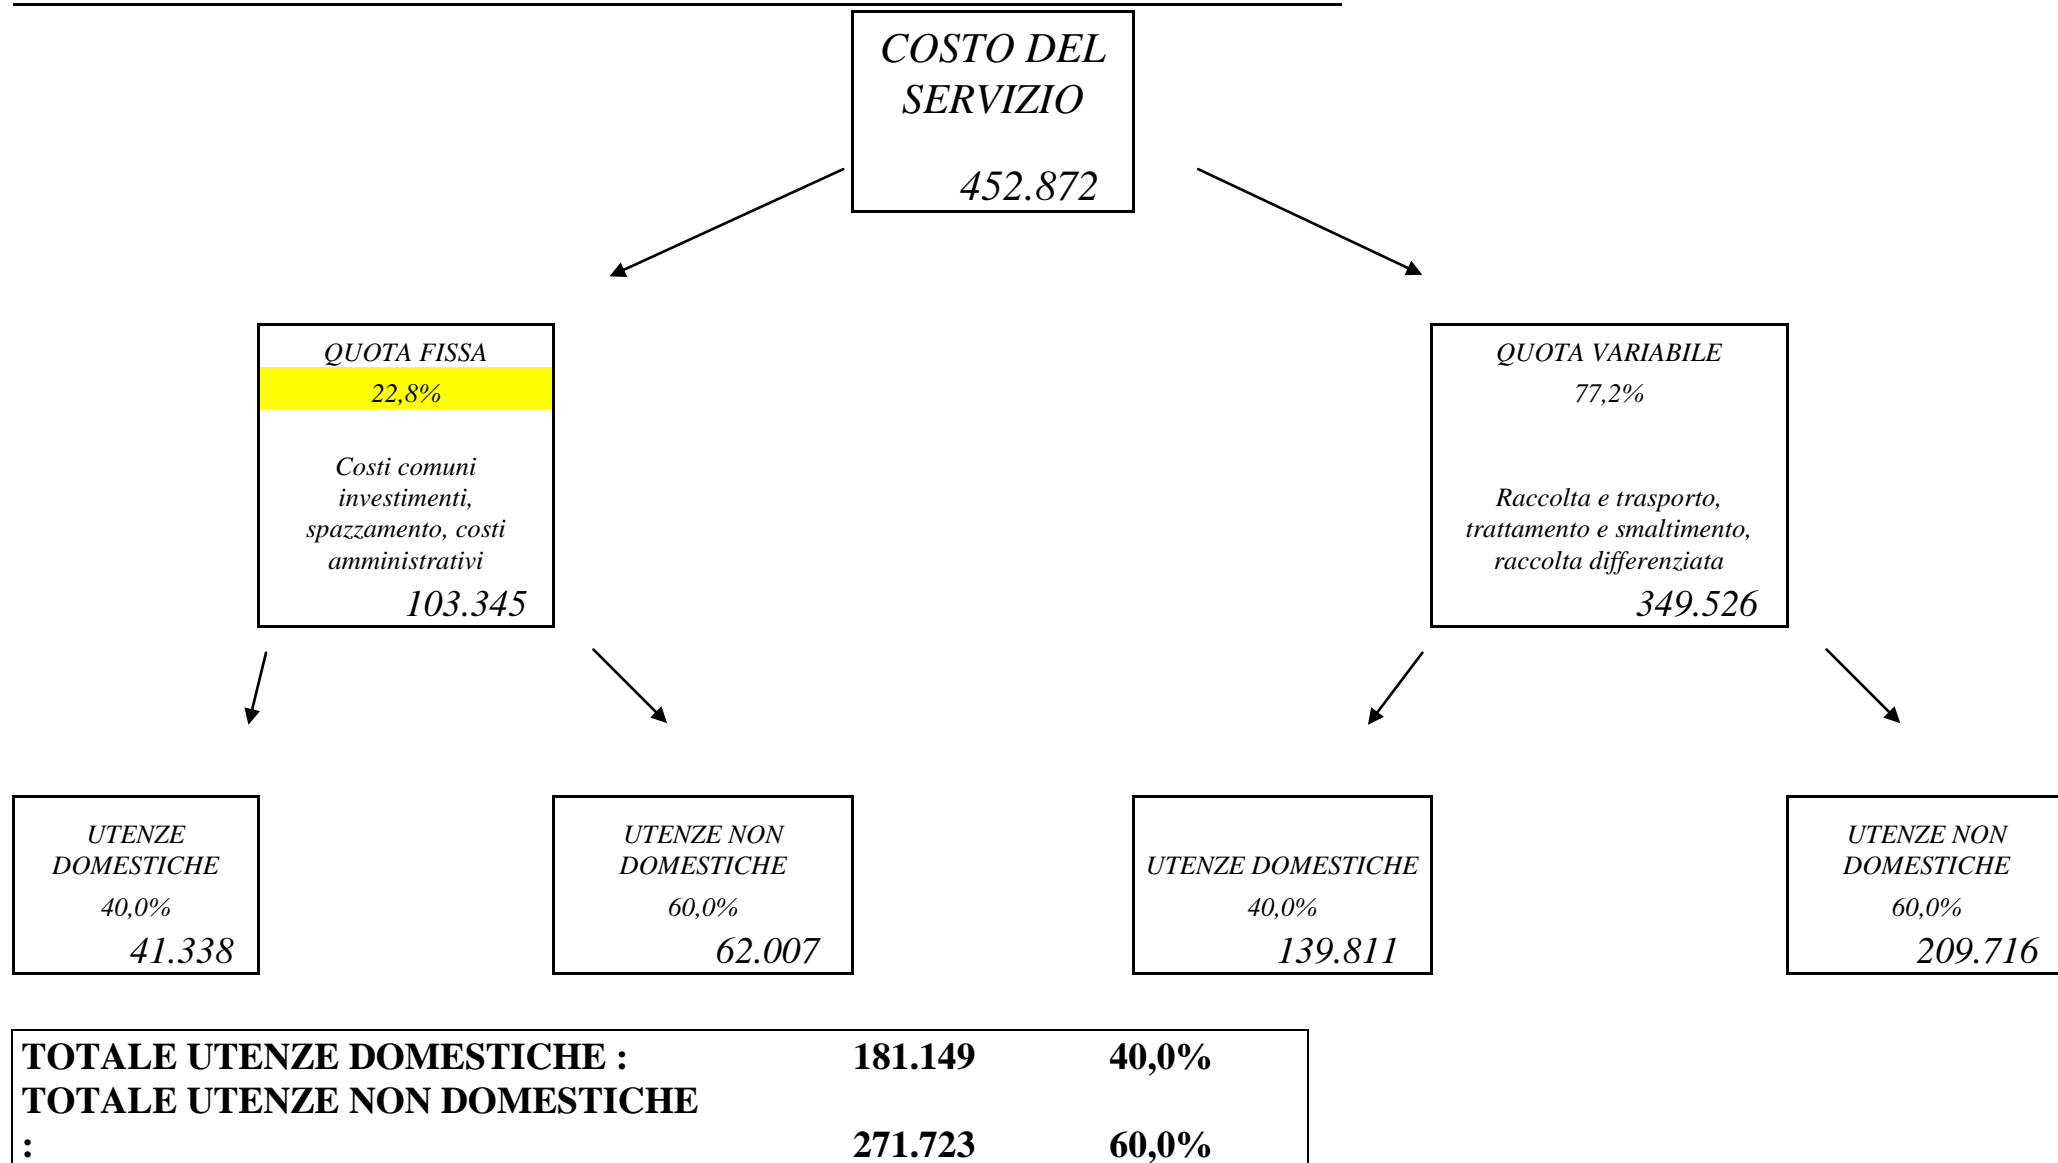 COSTO DEL
SERVIZIO
452.872
QUOTA FISSA
22,8%
Costi comuni
investimenti,
spazzamento, costi
amministrativi
103.345
QUOTA VARIABILE
77,2%
Raccolta e trasporto,
trattamento e smaltimento,
raccolta differenziata
349.526
UTENZE
DOMESTICHE
40,0%
41.338
UTENZE NON
DOMESTICHE
60,0%
62.007
UTENZE DOMESTICHE
40,0%
139.811
UTENZE NON
DOMESTICHE
60,0%
209.716
TOTALE UTENZE DOMESTICHE : 181.149 40,0%
TOTALE UTENZE NON DOMESTICHE
: 271.723 60,0%